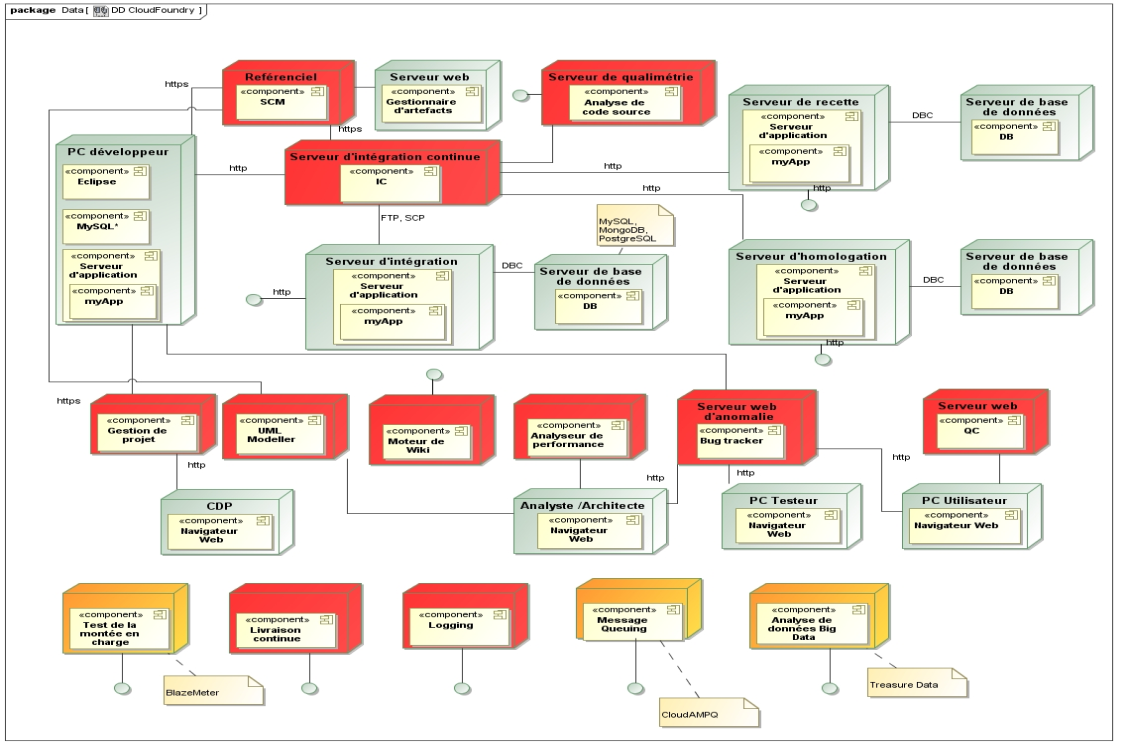 package Data [ DD CloudFoundry ]
Reférenciel
«component»
SCM
Serveur web
«component»
Gestionnaire
d'artefacts
Serveur de qualimétrie
«component»
Analyse de
code source
Serveur de recette
«component»
Serveur
d'application
«component»
myApp
http
DBC
Serveur de base
de données
«component»
DB
https
https
PC développeur
«component»
Eclipse
«component»
MySQL*
«component»
Serveur
d'application
«component»
myApp
http
Serveur d'intégration continue
«component»
IC
http
http
FTP, SCP
MySQL,
MongoDB,
PostgreSQL
Serveur d'intégration
«component»
Serveur
d'application
«component»
myApp
http
DBC
Serveur de base
de données
«component»
DB
Serveur d'homologation
«component»
Serveur
d'application
«component»
myApp
http
DBC
Serveur de base
de données
«component»
DB
https
«component»
Gestion de
projet
«component»
UML
Modeller
«component»
Moteur de
Wiki
«component»
Analyseur de
performance
Serveur web
d'anomalie
«component»
Bug tracker
Serveur web
«component»
QC
http
http
http
http
CDP
«component»
Navigateur
Web
Analyste /Architecte
«component»
Navigateur
Web
PC Testeur
«component»
Navigateur
Web
PC Utilisateur
«component»
Navigateur Web
«component»
Test de la
montée en
charge
BlazeMeter
«component»
Livraison
continue
«component»
Logging
«component»
Message
Queuing
CloudAMPQ
«component»
Analyse de
données Big
Data
Treasure Data